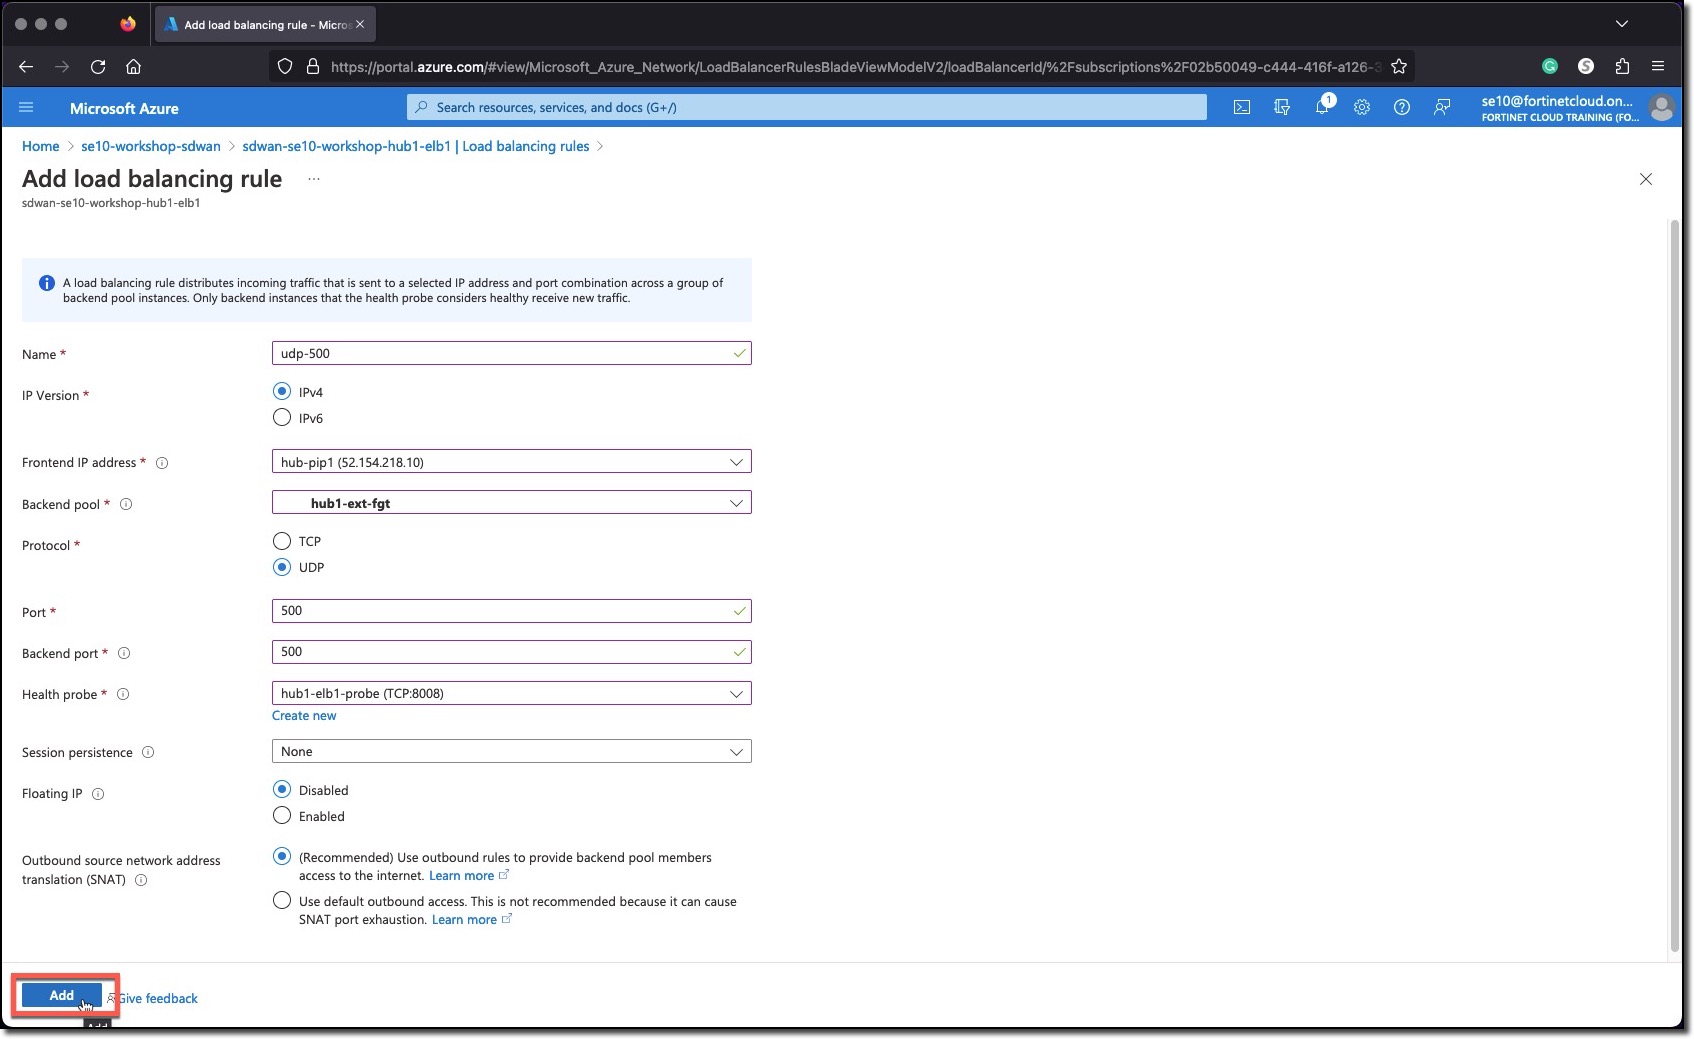 Add load balancing rule - Micros
https://portal.azure.com/#view/Microsoft_Azure_Network/LoadBalancerRulesBladeViewModelV2/loadBalancerId/%2Fsubscriptions%2F02b50049-c444-416f-a126-3
Microsoft Azure
Search resources, services, and docs (G+/)
1
se10@fortinetcloud.on...
FORTINET CLOUD TRAINING (FO...
Home > se10-workshop-sdwan > sdwan-se10-workshop-hub1-elb1 | Load balancing rules >
Add load balancing rule ...
sdwan-se10-workshop-hub1-elb1
A load balancing rule distributes incoming traffic that is sent to a selected IP address and port combination across a group of
backend pool instances. Only backend instances that the health probe considers healthy receive new traffic.
Name *
udp-500
IP Version *
IPv4
IPv6
Frontend IP address *
hub-pip1 (52.154.218.10)
Backend pool *
hub1-ext-fgt
Protocol *
TCP
UDP
Port *
500
Backend port *
500
Health probe *
hub1-elb1-probe (TCP:8008)
Create new
Session persistence
None
Floating IP
Disabled
Enabled
Outbound source network address
translation (SNAT)
(Recommended) Use outbound rules to provide backend pool members
access to the internet. Learn more
Use default outbound access. This is not recommended because it can cause
SNAT port exhaustion. Learn more
Add
Give feedback